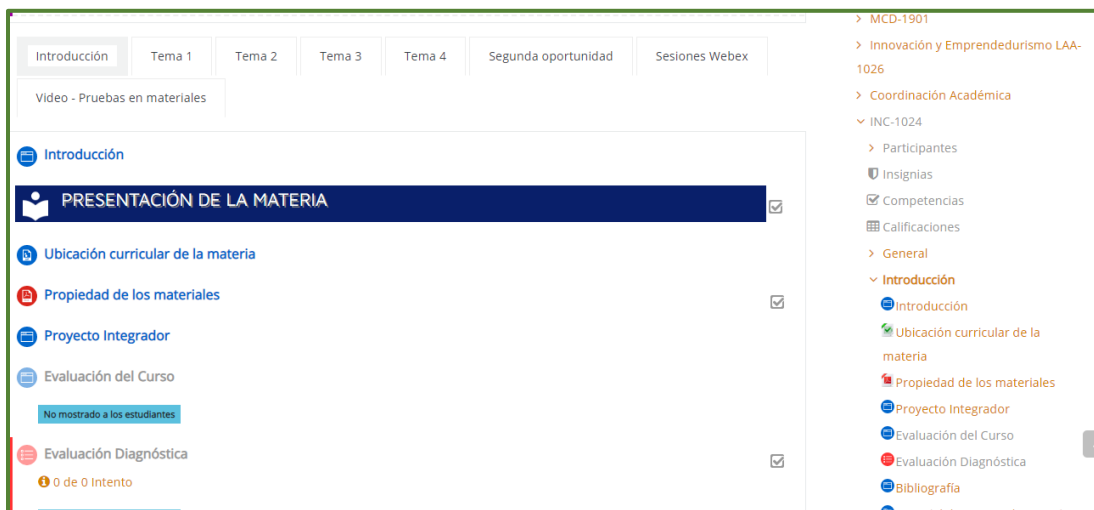 Introducción
Tema 1
Tema 2
Tema 3
Tema 4
Segunda oportunidad
Sesiones Webex
Video - Pruebas en materiales
Introducción
PRESENTACIÓN DE LA MATERIA
Ubicación curricular de la materia
Propiedad de los materiales
Proyecto Integrador
Evaluación del Curso
No mostrado a los estudiantes
Evaluación Diagnóstica
0 de 0 Intento
MCD-1901
Innovación y Emprendedurismo LAA-
1026
Coordinación Académica
INC-1024
Participantes
Insignias
Competencias
Calificaciones
General
Introducción
Introducción
Ubicación curricular de la
materia
Propiedad de los materiales
Proyecto Integrador
Evaluación del Curso
Evaluación Diagnóstica
Bibliografía